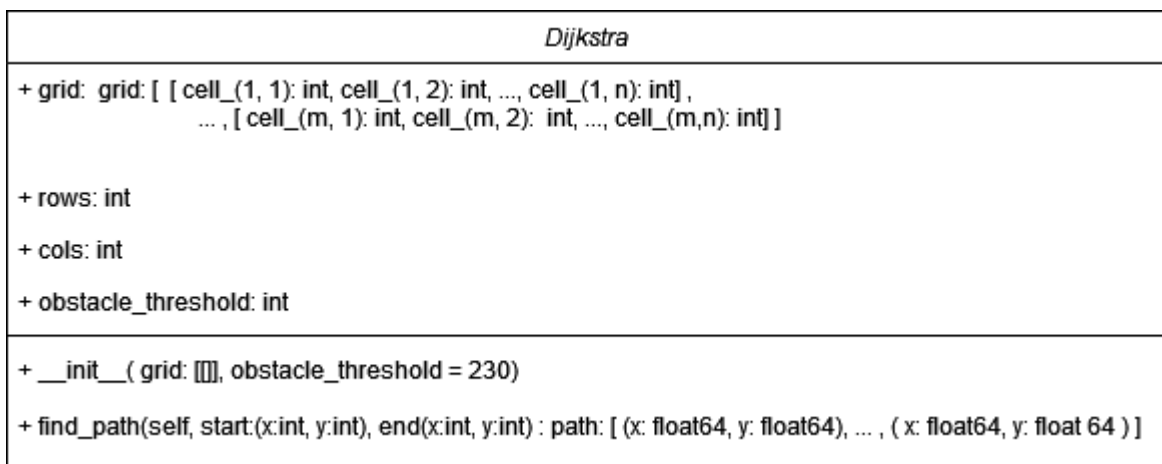 Dijkstra
+ grid: grid: [ [ cell_(1, 1): int, cell_(1, 2): int, ..., cell_(1, n): int] ,
... , [ cell_(m, 1): int, cell_(m, 2): int, ..., cell_(m,n): int] ]
+ rows: int
+ cols: int
+ obstacle_threshold: int
+ __init__( grid: [[]], obstacle_threshold = 230)
+ find_path(self, start:(x:int, y:int), end(x:int, y:int) : path: [ (x: float64, y: float64), ... , ( x: float64, y: float 64 ) ]